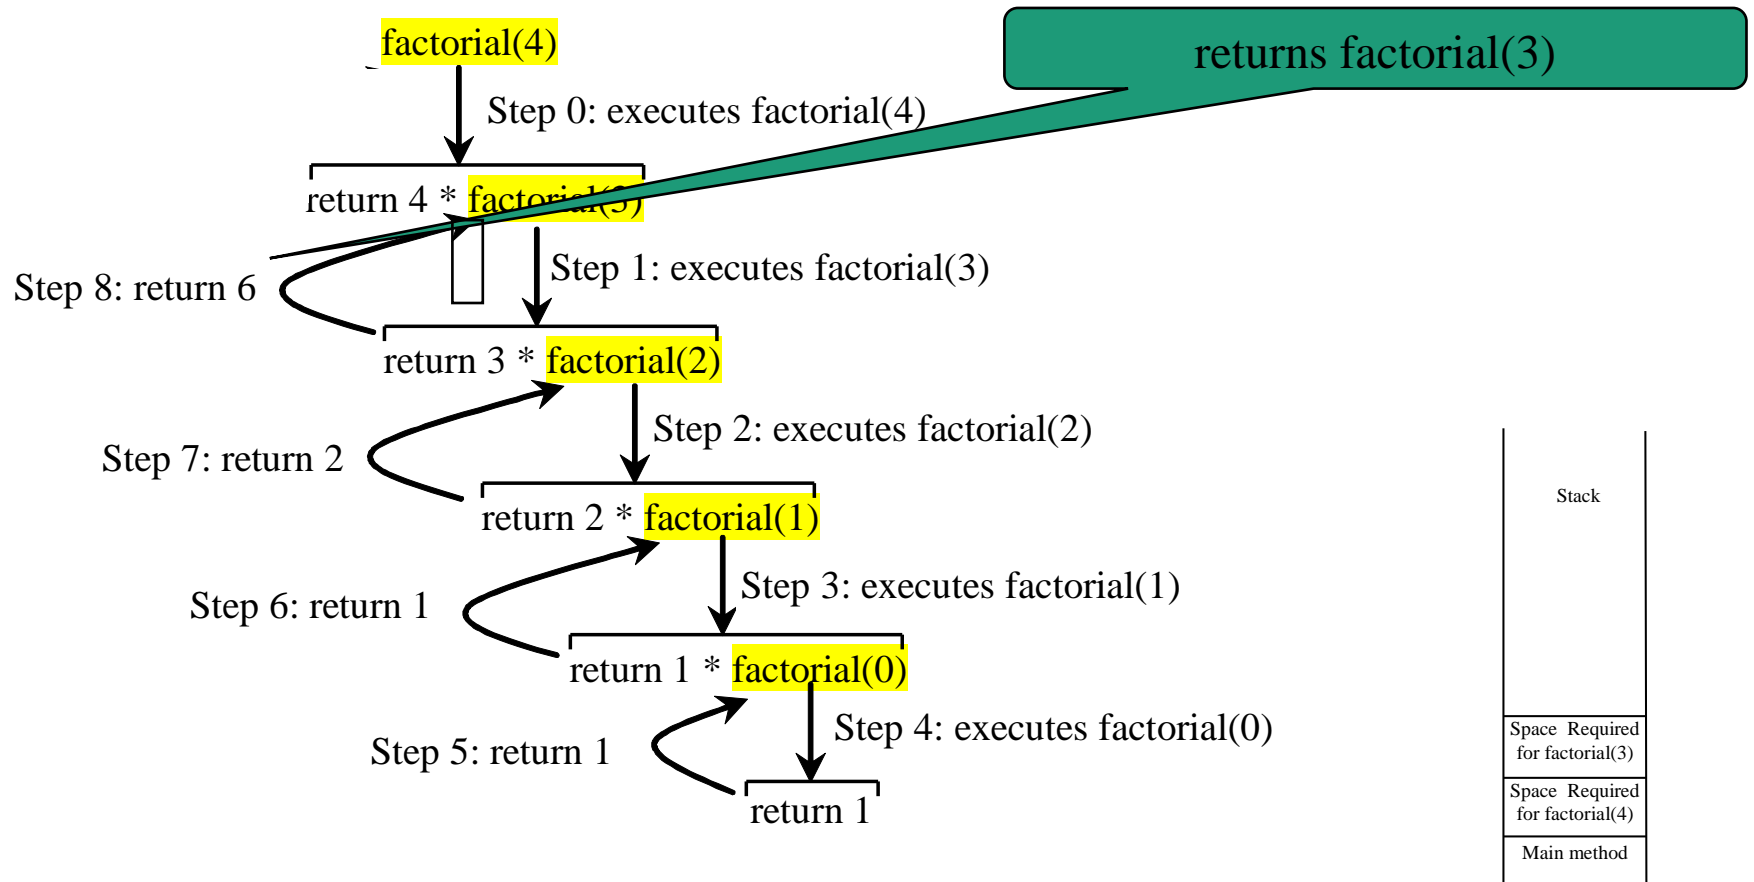 factorial(4)
returns factorial(3)
Step 0: executes factorial(4)
return 4 * factorial(3)
Step 1: executes factorial(3)
Step 8: return 6
return 3 * factorial(2)
Step 2: executes factorial(2)
Step 7: return 2
return 2 * factorial(1)
Step 3: executes factorial(1)
Step 6: return 1
return 1 * factorial(0)
Step 4: executes factorial(0)
Step 5: return 1
return 1
Stack
Space Required
for factorial(3)
Space Required
for factorial(4)
Main method